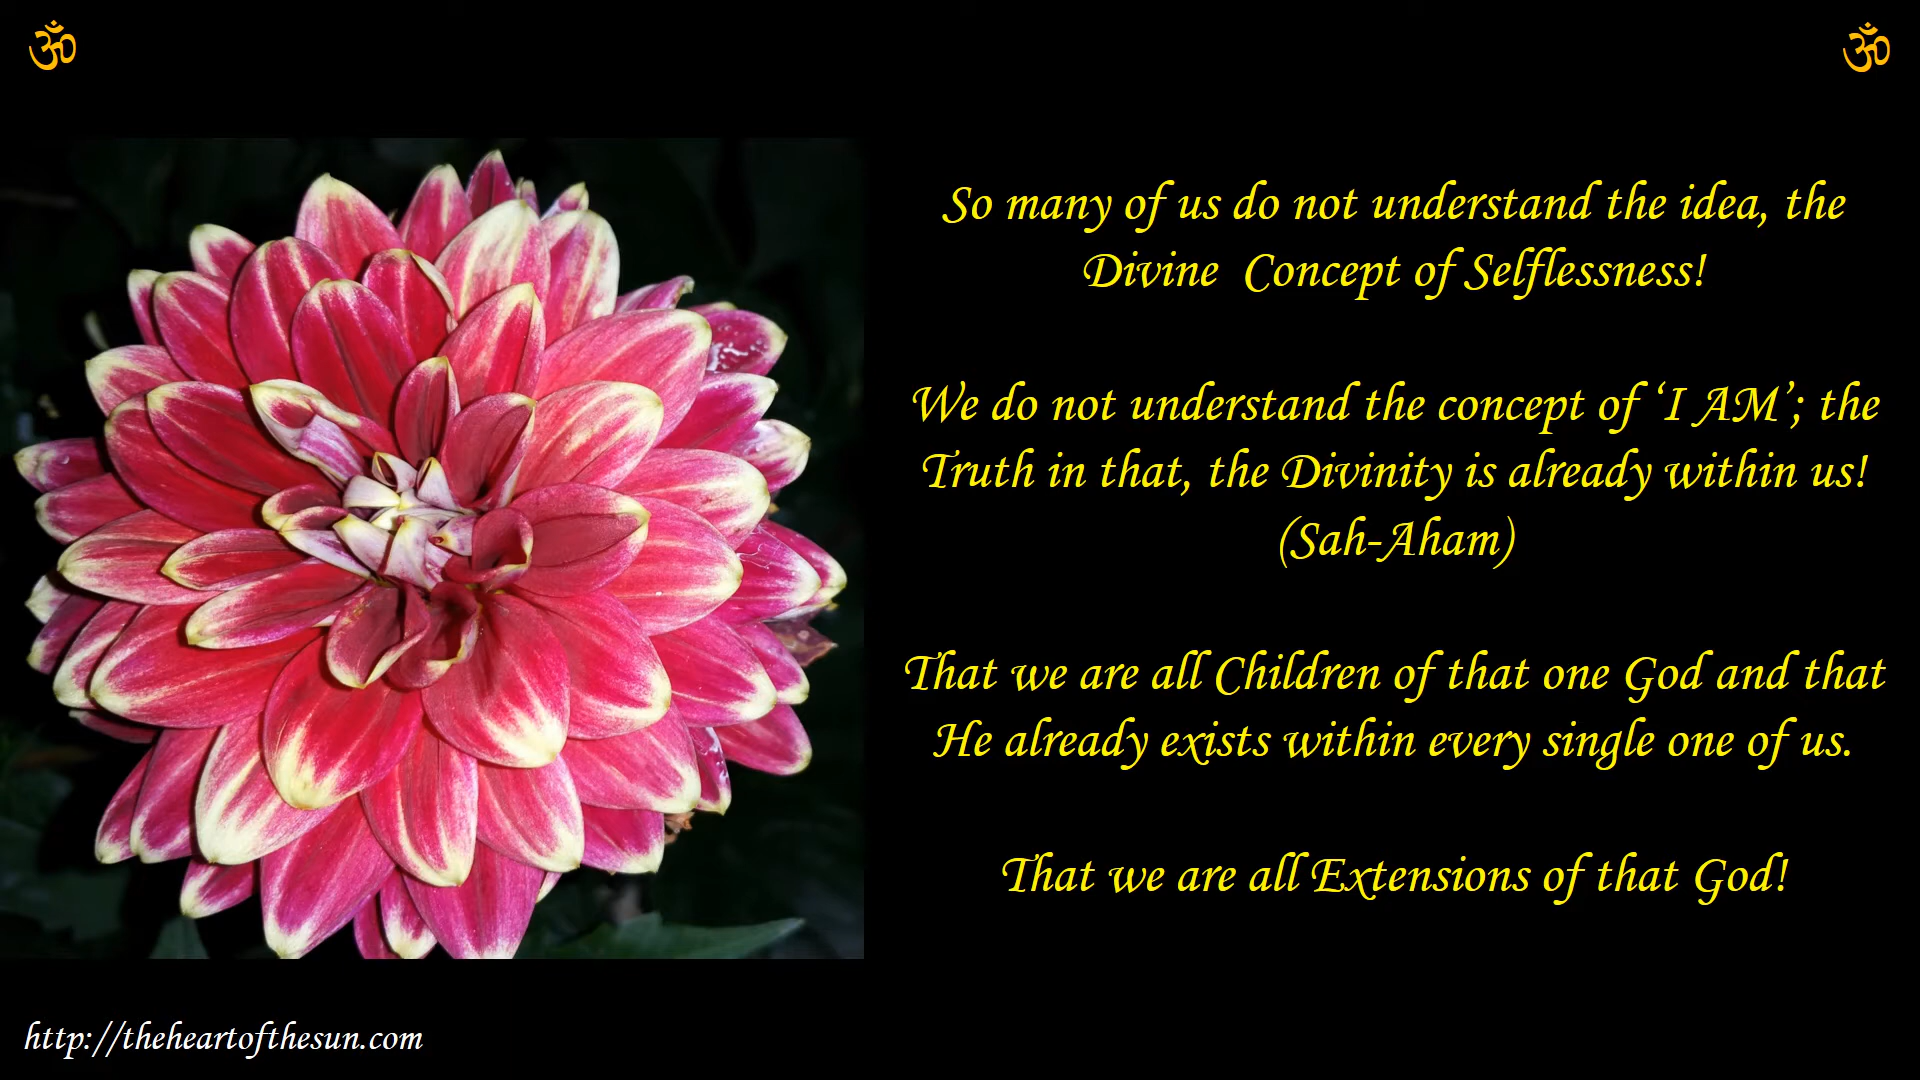 ॐ ॐ
So many of us do not understand the idea, the
Divine Concept of Selflessness!
We do not understand the concept of ‘I AM’; the
Truth in that, the Divinity is already within us!
(Sah-Aham)
That we are all Children of that one God and that
He already exists within every single one of us.
That we are all Extensions of that God!
http://theheartofthesun.com